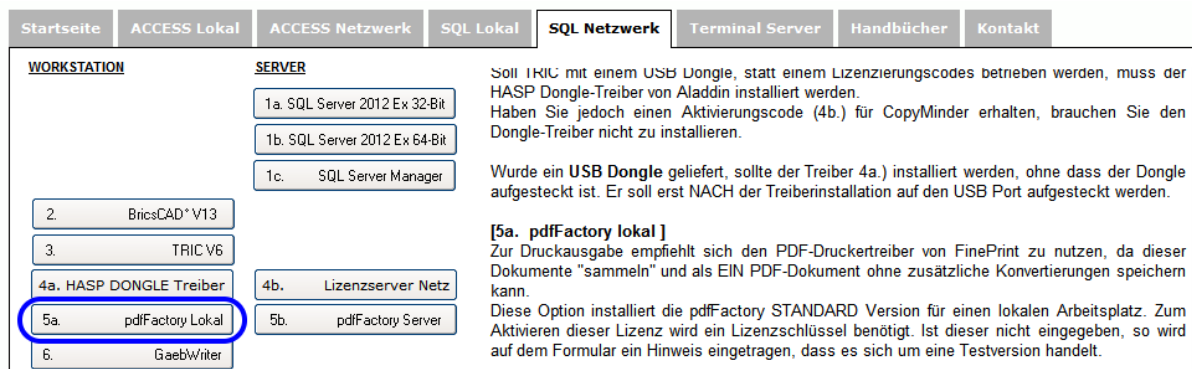 Startseite ACCESS Lokal ACCESS Netzwerk SQL Lokal SQL Netzwerk Terminal Server Handbücher Kontakt
WORKSTATION
2. BricsCAD* V13
3. TRIC V6
4a. HASP DONGLE Treiber
5a. pdfFactory Lokal
6. GaebWriter
SERVER
1a. SQL Server 2012 Ex 32-Bit
1b. SQL Server 2012 Ex 64-Bit
1c. SQL Server Manager
4b. Lizenzserver Netz
5b. pdfFactory Server
Soll TRIC mit einem USB Dongle, statt einem Lizenzierungscodes betrieben werden, muss der
HASP Dongle-Treiber von Aladdin installiert werden.
Haben Sie jedoch einen Aktivierungscode (4b.) für CopyMinder erhalten, brauchen Sie den
Dongle-Treiber nicht zu installieren.
Wurde ein USB Dongle geliefert, sollte der Treiber 4a.) installiert werden, ohne dass der Dongle
aufgesteckt ist. Er soll erst NACH der Treiberinstallation auf den USB Port aufgesteckt werden.
[5a. pdfFactory lokal ]
Zur Druckausgabe empfiehlt sich den PDF-Druckertreiber von FinePrint zu nutzen, da dieser
Dokumente "sammeln" und als EIN PDF-Dokument ohne zusätzliche Konvertierungen speichern
kann.
Diese Option installiert die pdfFactory STANDARD Version für einen lokalen Arbeitsplatz. Zum
Aktivieren dieser Lizenz wird ein Lizenzschlüssel benötigt. Ist dieser nicht eingegeben, so wird
auf dem Formular ein Hinweis eingetragen, dass es sich um eine Testversion handelt.